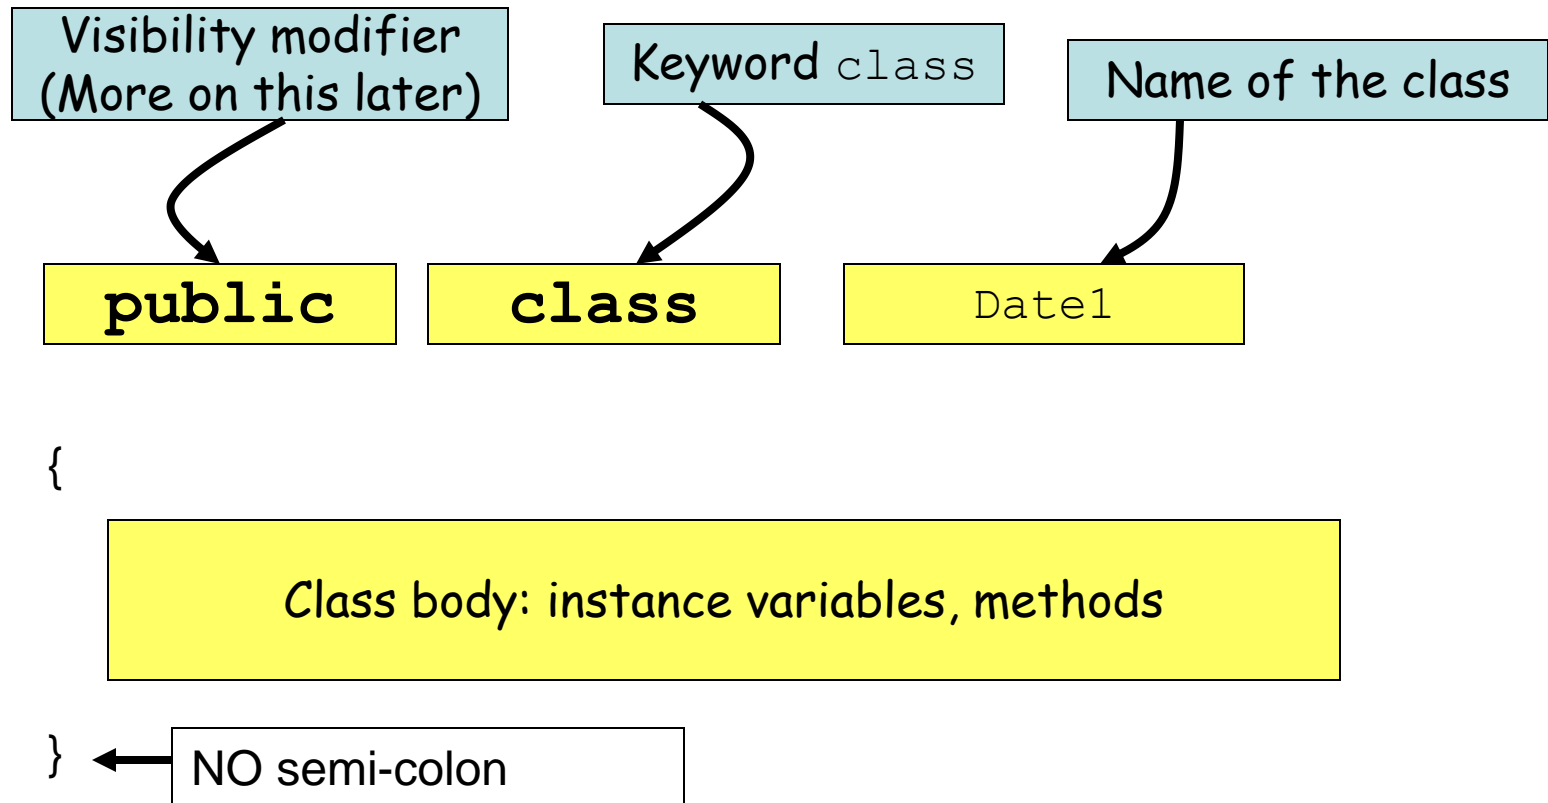 Visibility modifier
(More on this later)
Keyword class
Name of the class
public
class
Date1
{
Class body: instance variables, methods
}
NO semi-colon